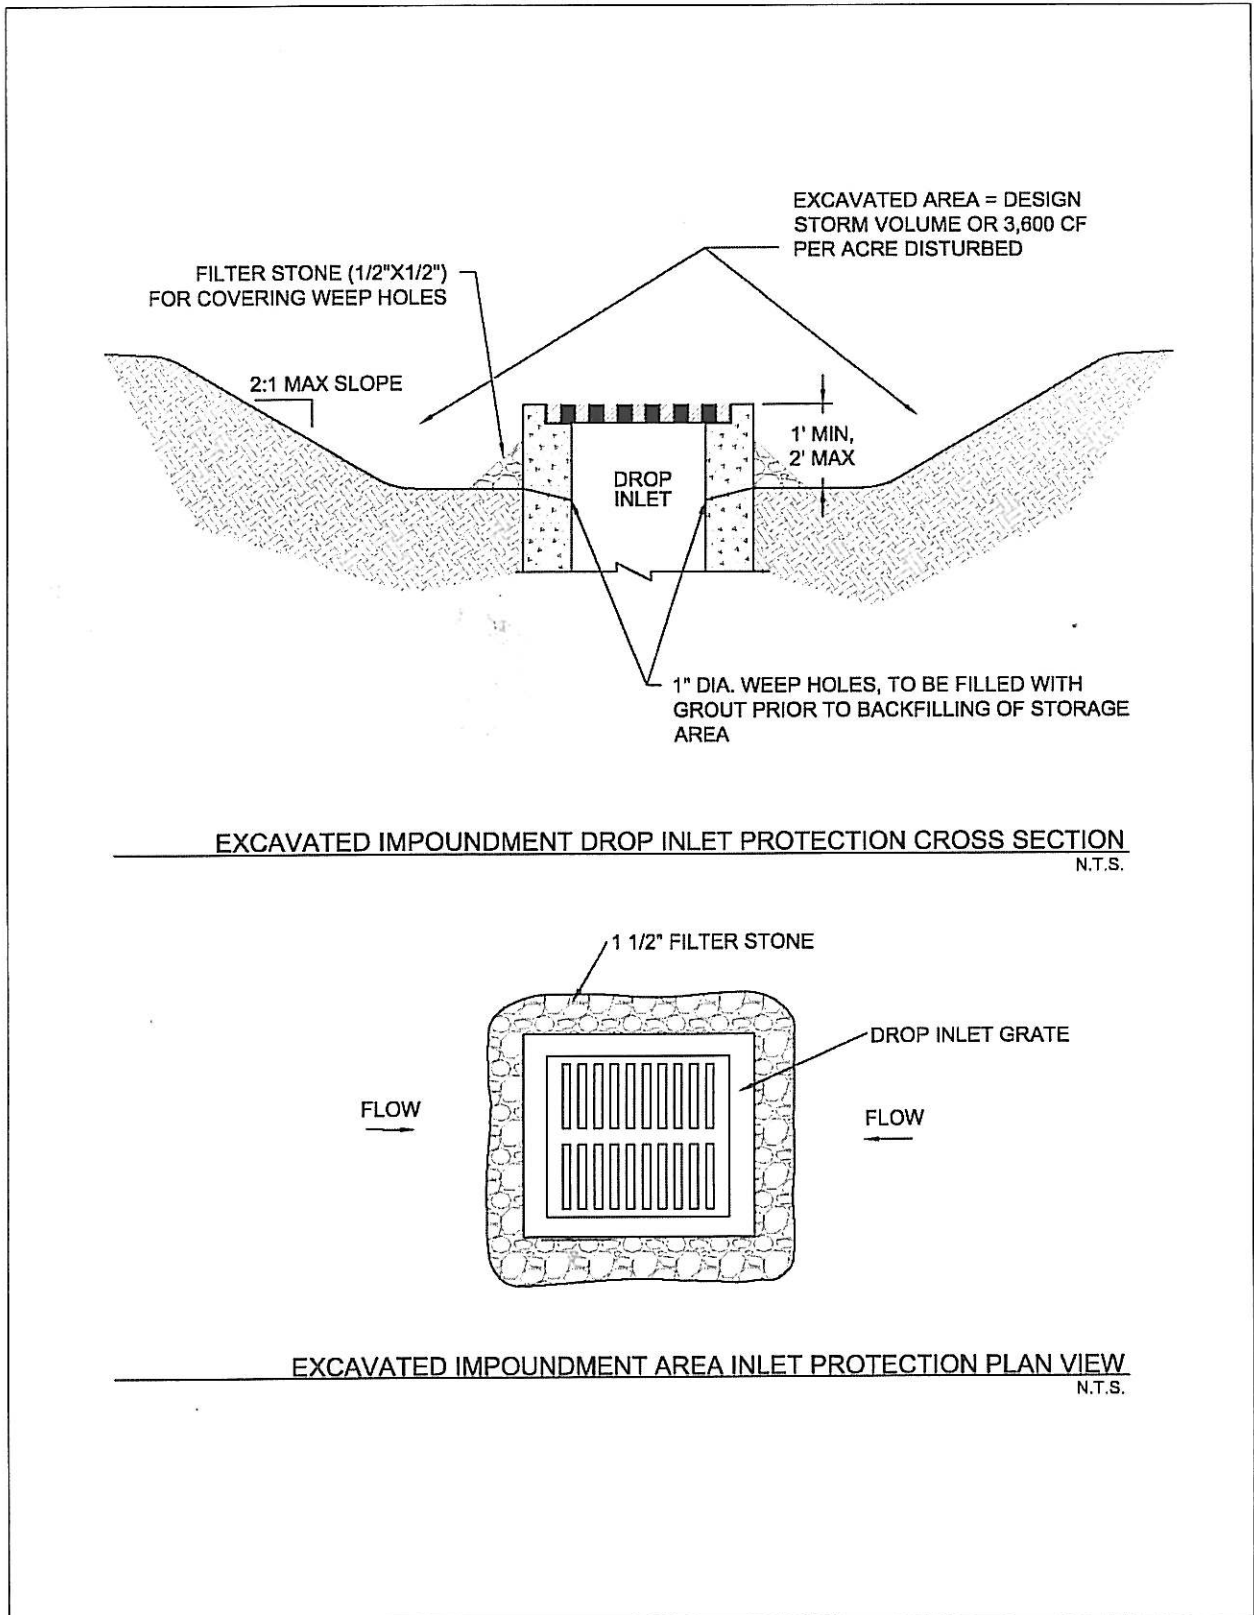 EXCAVATED AREA = DESIGN
STORM VOLUME OR 3,600 CF
PER ACRE DISTURBED
FILTER STONE (1/2"X1/2")
FOR COVERING WEEP HOLES
2:1 MAX SLOPE
1' MIN,
2' MAX
DROP
INLET
1" DIA. WEEP HOLES, TO BE FILLED WITH
GROUT PRIOR TO BACKFILLING OF STORAGE
AREA
EXCAVATED IMPOUNDMENT DROP INLET PROTECTION CROSS SECTION
N.T.S.
1 1/2" FILTER STONE
DROP INLET GRATE
FLOW
FLOW
EXCAVATED IMPOUNDMENT AREA INLET PROTECTION PLAN VIEW
N.T.S.